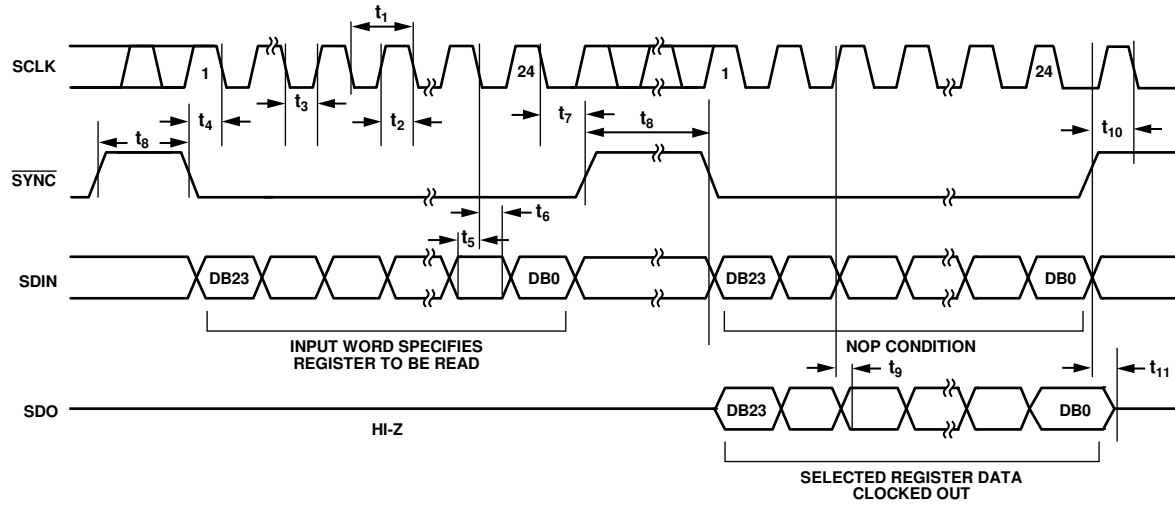 t1
SCLK
1
24
1
24
t3
t4
t2
t7
t8
t10
t8
SYNC
t6
t5
SDIN
DB23
DB0
DB23
DB0
INPUT WORD SPECIFIES
REGISTER TO BE READ
NOP CONDITION
t9
t11
SDO
DB23
DB0
HI-Z
SELECTED REGISTER DATA
CLOCKED OUT